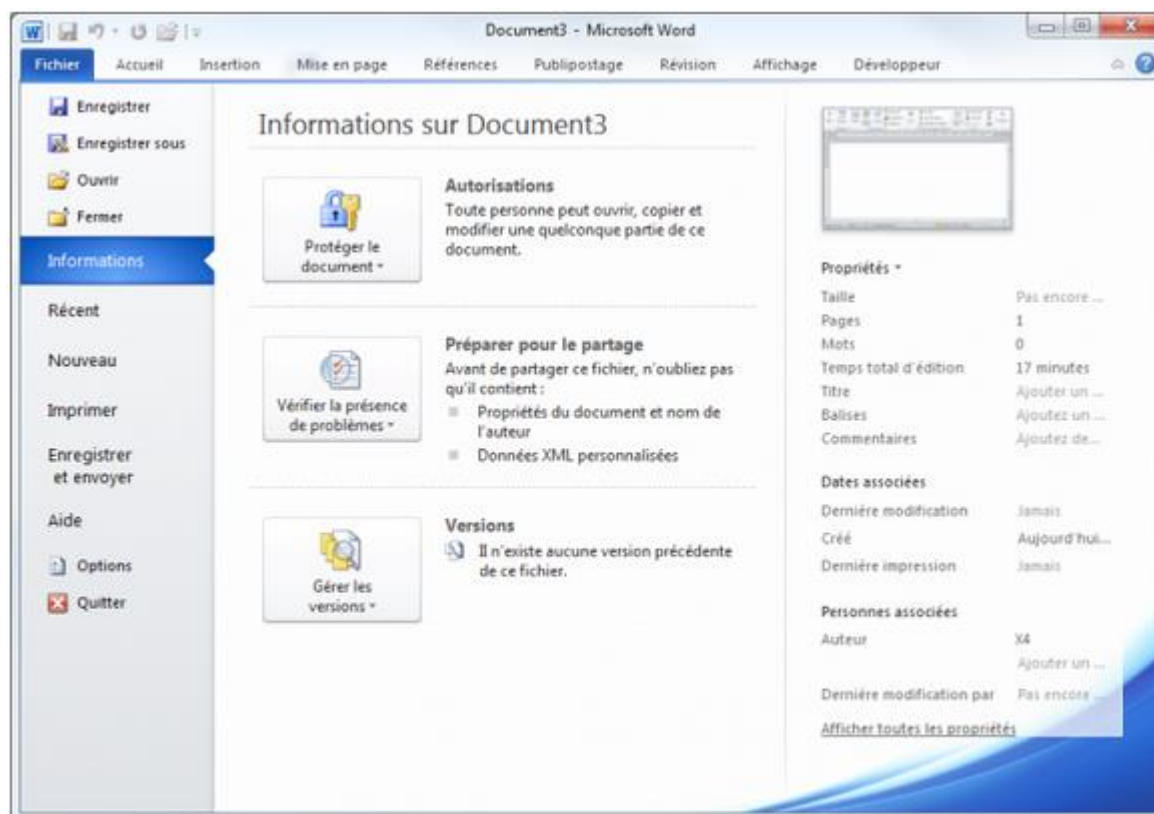 Document3 - Microsoft Word
Fichier Accueil Insertion Mise en page Références Publipostage Révision Affichage Développeur
Enregistrer
Enregistrer sous
Ouvrir
Fermer
Informations
Récent
Nouveau
Imprimer
Enregistrer
et envoyer
Aide
Options
Quitter
Informations sur Document3
Protéger le
document
Autorisations
Toute personne peut ouvrir, copier et
modifier une quelconque partie de ce
document.
Vérifier la présence
de problèmes
Préparer pour le partage
Avant de partager ce fichier, n'oubliez pas
qu'il contient :
Propriétés du document et nom de
l'auteur
Données XML personnalisées
Gérer les
versions
Versions
Il n'existe aucune version précédente
de ce fichier.
Propriétés
Taille Pas encore ...
Pages 1
Mots 0
Temps total d'édition 17 minutes
Titre Ajouter un ...
Balises Ajoutez un ...
Commentaires Ajoutez de...
Dates associées
Dernière modification Jamais
Créé Aujourd'hui...
Dernière impression Jamais
Personnes associées
Auteur X4
Ajouter un ...
Dernière modification par Pas encore ...
Afficher toutes les propriétés